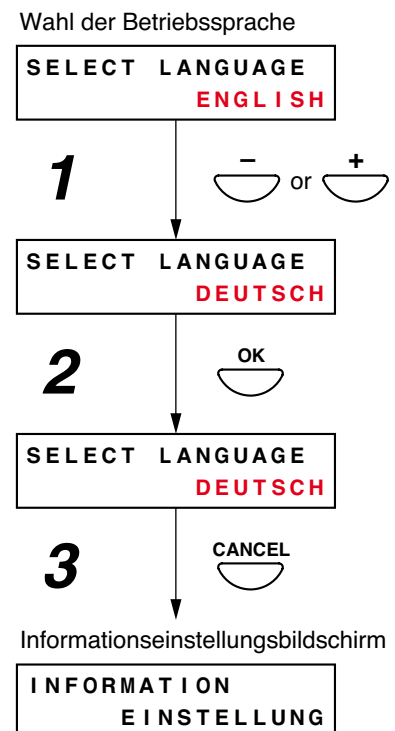 Wahl der Betriebssprache
SELECT LANGUAGE
ENGLISH
1
– or +
SELECT LANGUAGE
DEUTSCH
2
OK
SELECT LANGUAGE
DEUTSCH
3
CANCEL
Informationseinstellungsbildschirm
INFORMATION
EINSTELLUNG